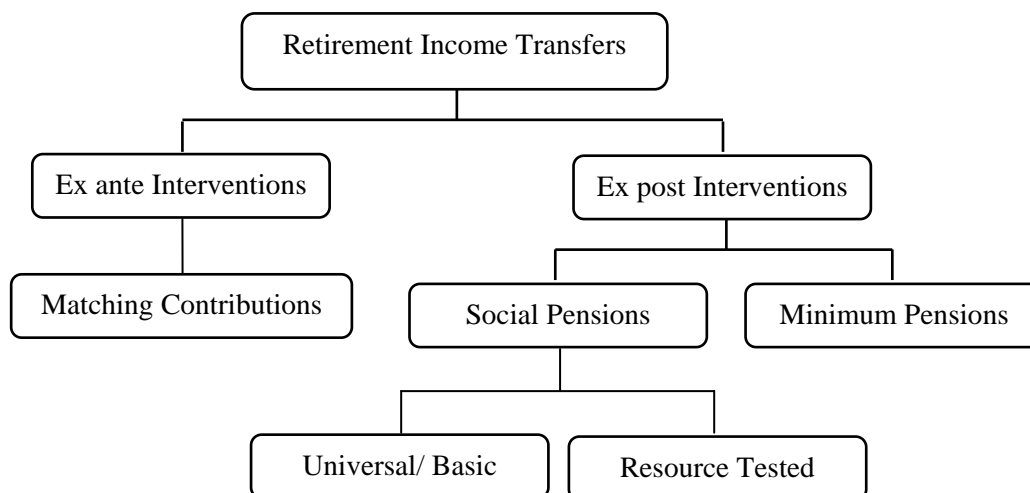 Retirement Income Transfers
Ex ante Interventions
Ex post Interventions
Matching Contributions
Social Pensions
Minimum Pensions
Universal/ Basic
Resource Tested